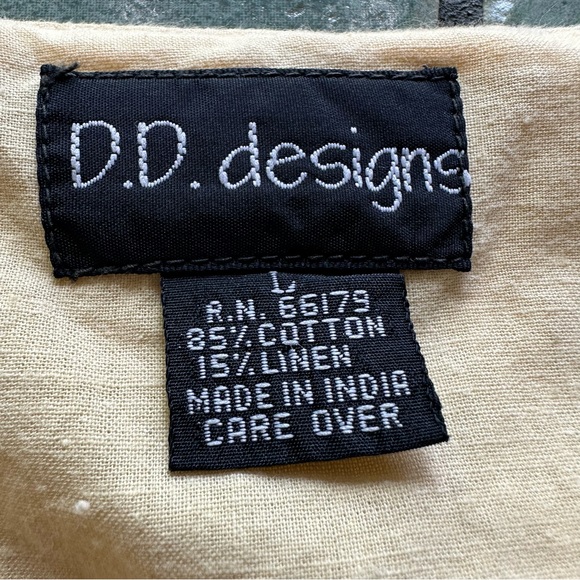 D.D. designs
L
R.N. 66179
85% COTTON
15% LINEN
MADE IN INDIA
CARE OVER